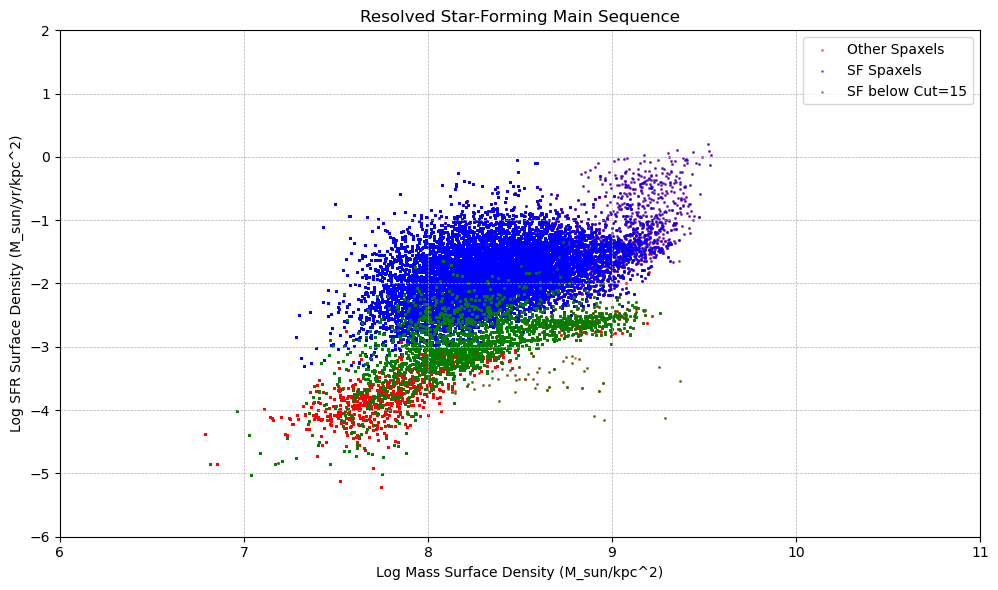 Resolved Star-Forming Main Sequence
Log SFR Surface Density (M_sun/yr/kpc^2)
2
1
0
−1
−2
−3
−4
−5
−6
6
7
8
9
10
11
Log Mass Surface Density (M_sun/kpc^2)
Other Spaxels
SF Spaxels
SF below Cut=15